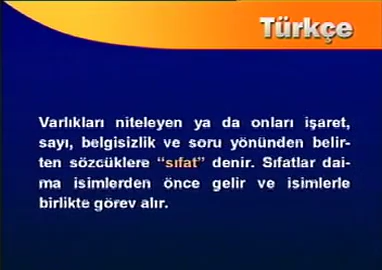 Türkçe
Varlıkları niteleyen ya da onları işaret,
sayı, belgisizlik ve soru yönünden belir-
ten sözcüklere “sıfat” denir. Sıfatlar dai-
ma isimlerden önce gelir ve isimlerle
birlikte görev alır.